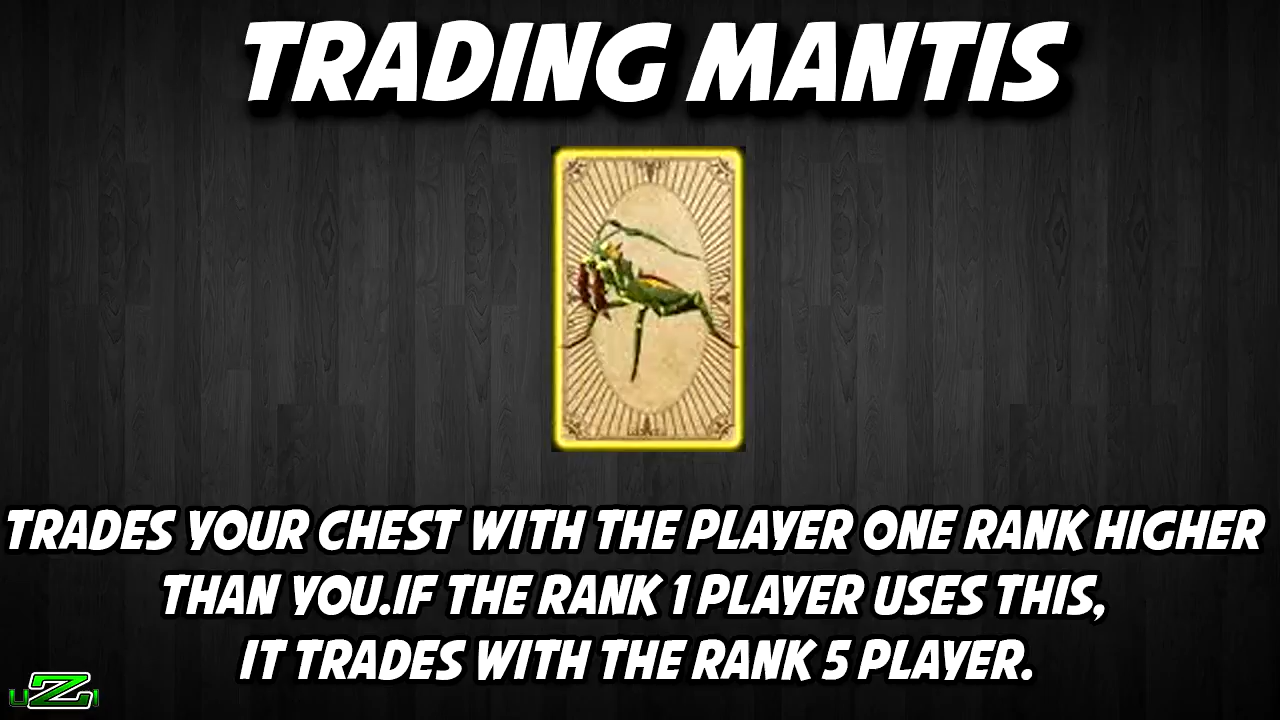 TRADING MANTIS
TRADES YOUR CHEST WITH THE PLAYER ONE RANK HIGHER
THAN YOU.IF THE RANK 1 PLAYER USES THIS,
IT TRADES WITH THE RANK 5 PLAYER.
UZI